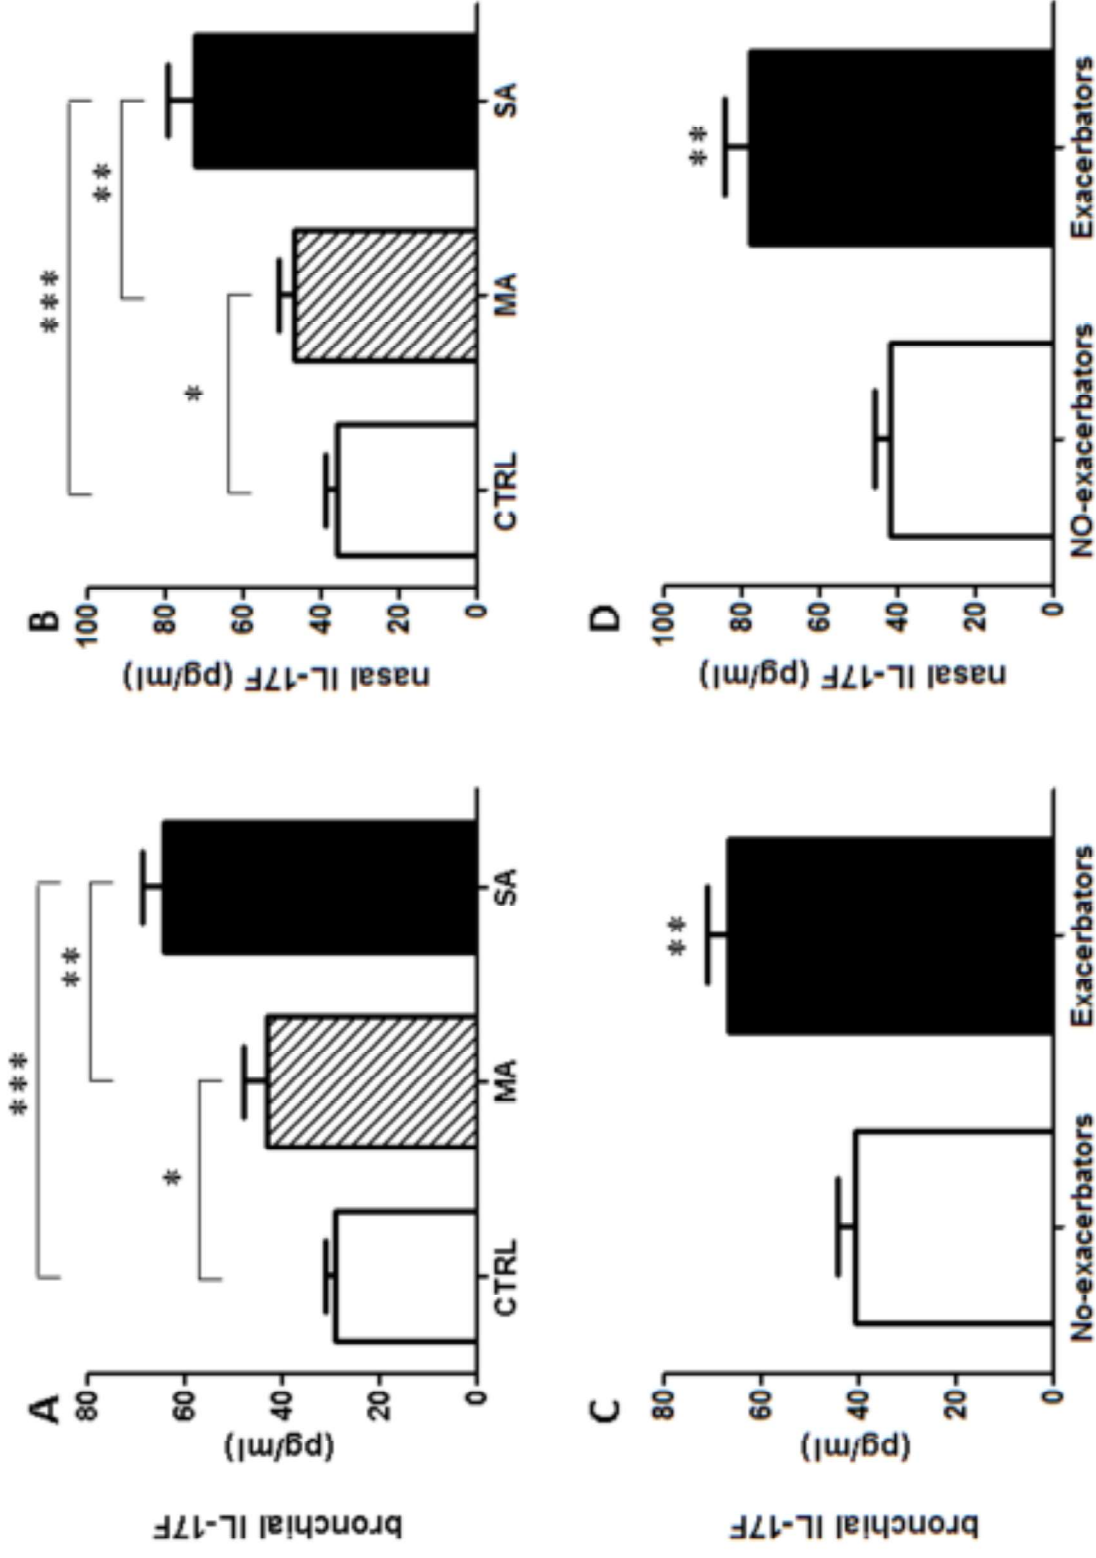 A
bronchial IL-17F
(pg/ml)
80
60
40
20
0
***
**
*
CTRL
MA
SA
B
nasal IL-17F (pg/ml)
100
80
60
40
20
0
***
**
*
CTRL
MA
SA
C
bronchial IL-17F
(pg/ml)
80
60
40
20
0
**
No-exacerbators
Exacerbators
D
nasal IL-17F (pg/ml)
100
80
60
40
20
0
**
NO-exacerbators
Exacerbators